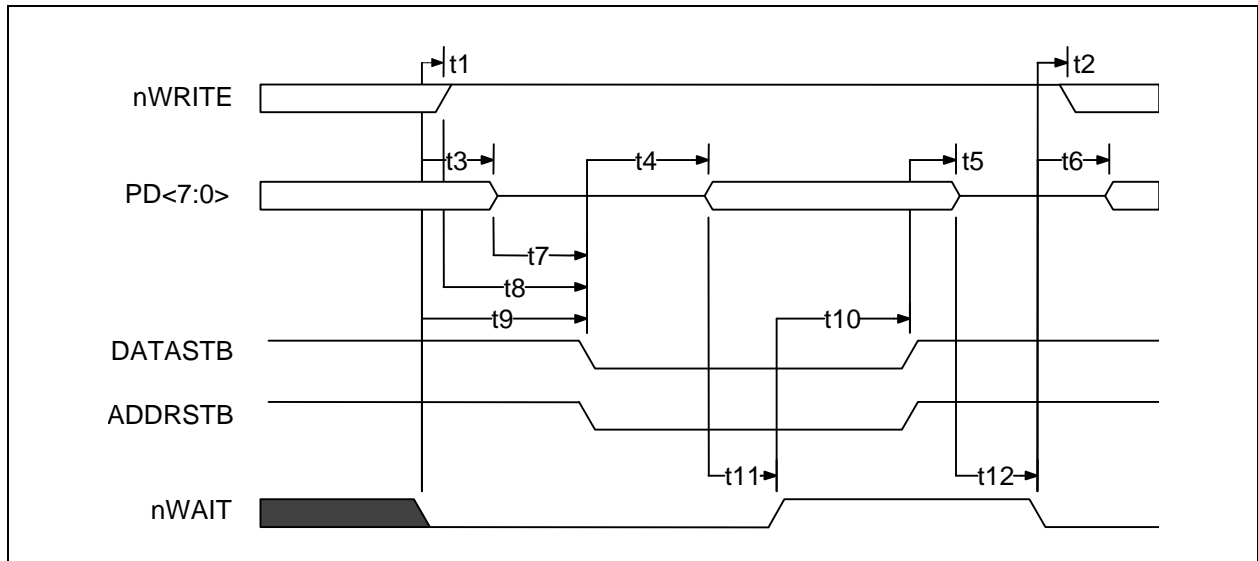 t1
t2
nWRITE
t3
t4
t5
t6
PD<7:0>
t7
t8
t9
t10
DATASTB
ADDRSTB
t11
t12
nWAIT